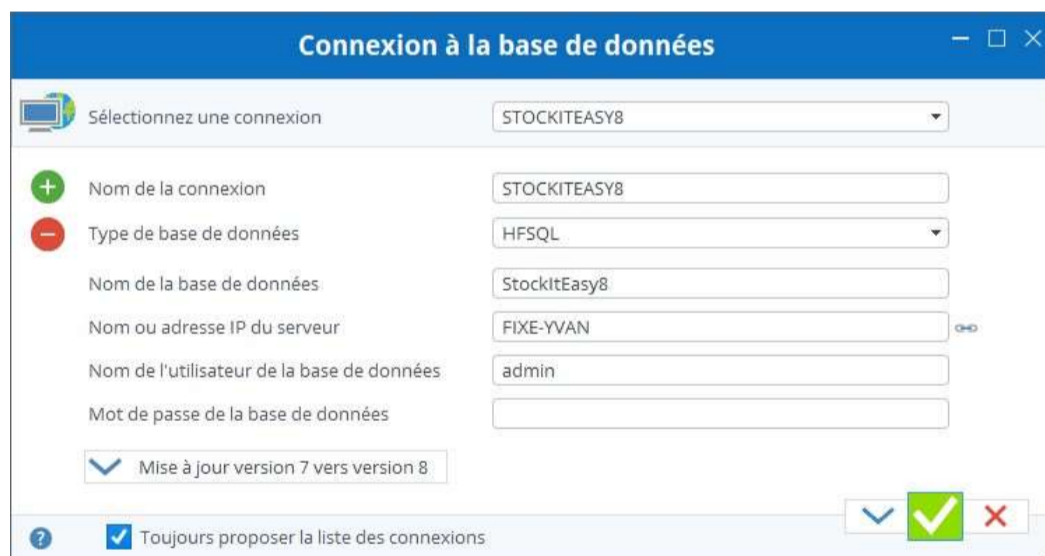 Connexion à la base de données
Sélectionnez une connexion STOCKITEASY8
Nom de la connexion STOCKITEASY8
Type de base de données HFSQL
Nom de la base de données StockItEasy8
Nom ou adresse IP du serveur FIXE-YVAN
Nom de l'utilisateur de la base de données admin
Mot de passe de la base de données
Mise à jour version 7 vers version 8
Toujours proposer la liste des connexions